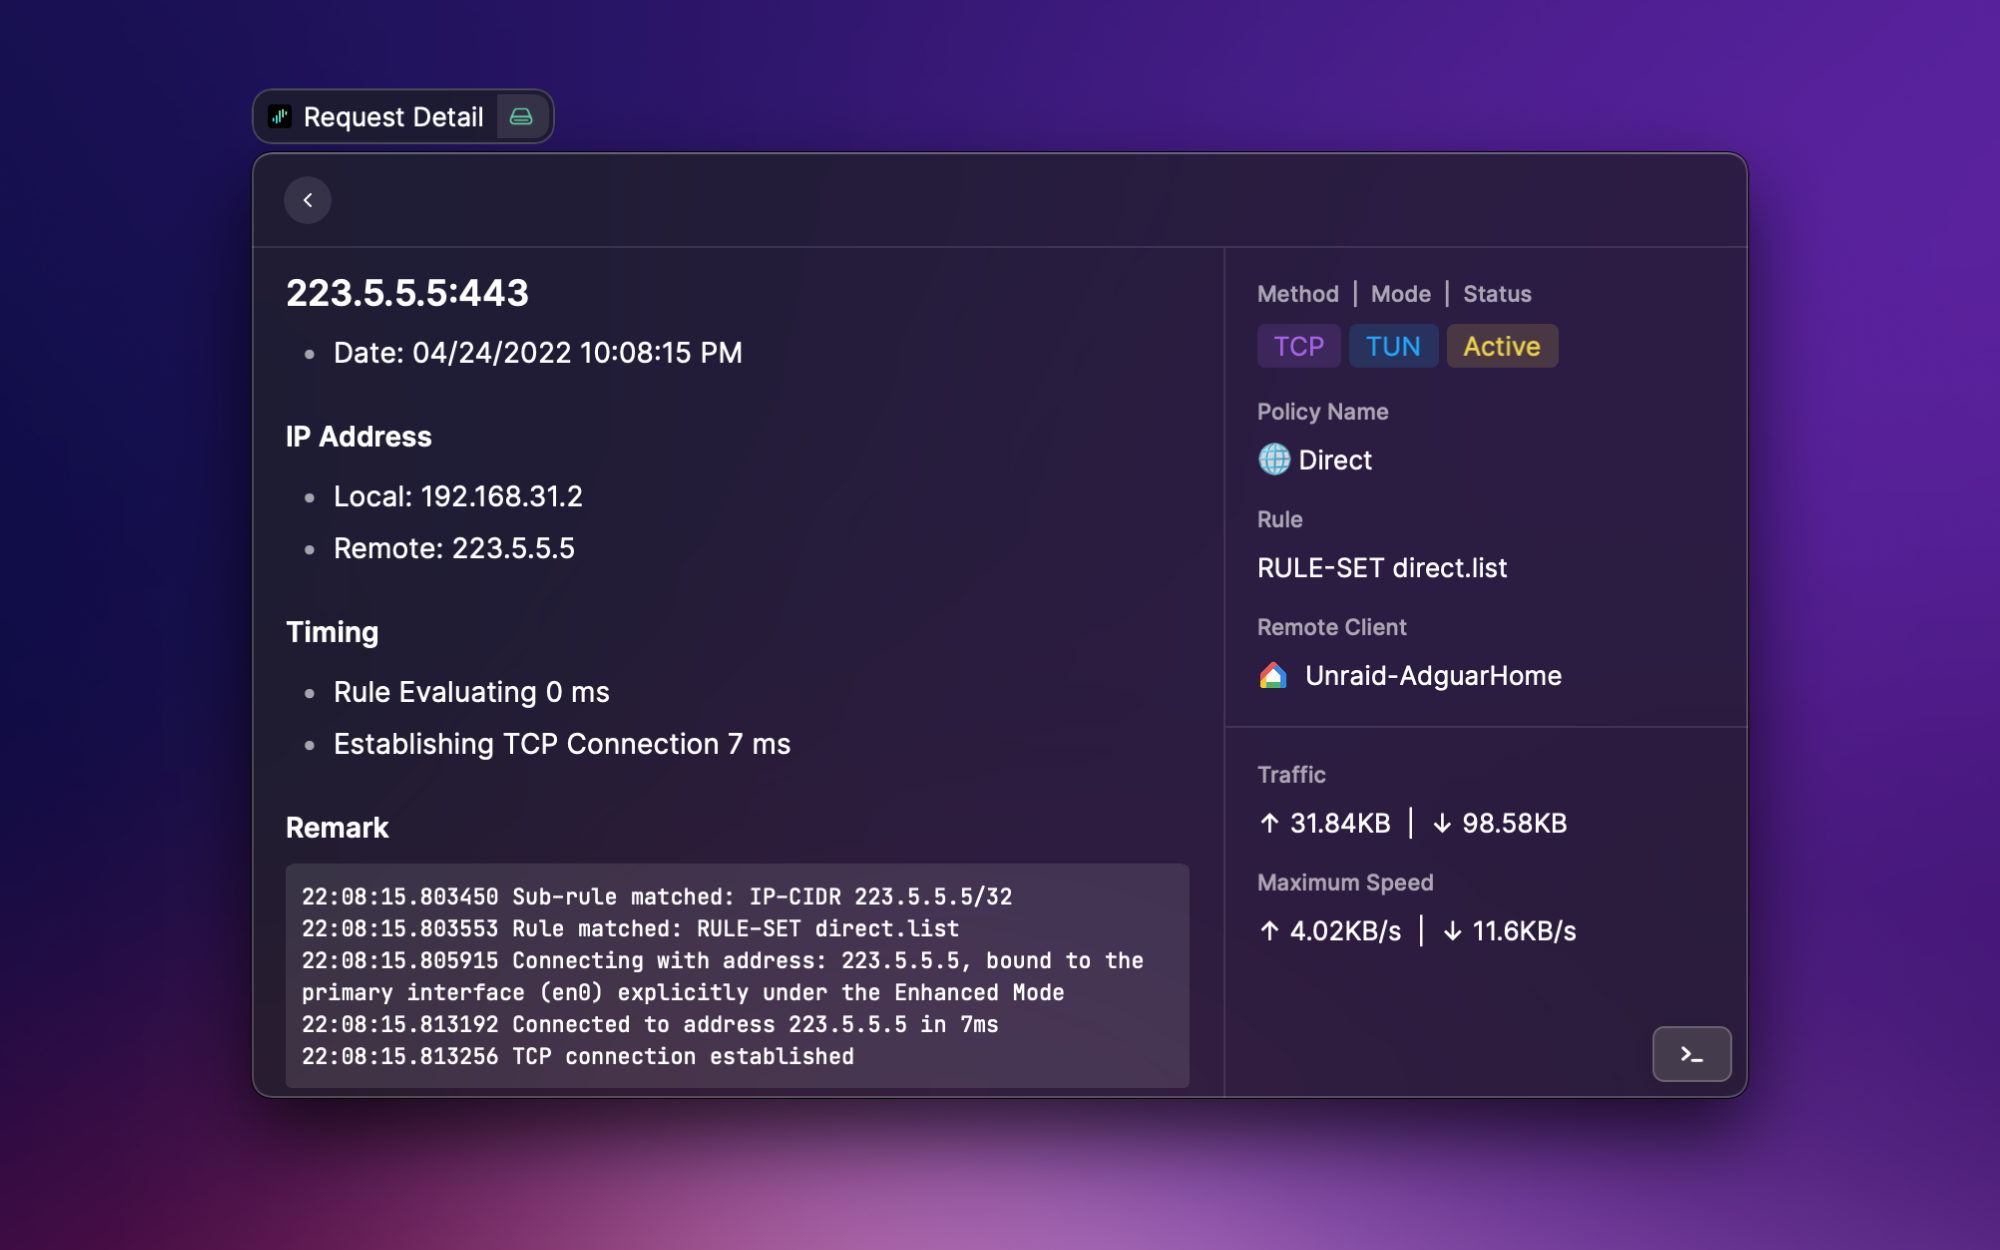 Request Detail
223.5.5.5:443
Date: 04/24/2022 10:08:15 PM
IP Address
Local: 192.168.31.2
Remote: 223.5.5.5
Timing
Rule Evaluating 0 ms
Establishing TCP Connection 7 ms
Remark
22:08:15.803450 Sub-rule matched: IP-CIDR 223.5.5.5/32
22:08:15.803553 Rule matched: RULE-SET direct.list
22:08:15.805915 Connecting with address: 223.5.5.5, bound to the
primary interface (en0) explicitly under the Enhanced Mode
22:08:15.813192 Connected to address 223.5.5.5 in 7ms
22:08:15.813256 TCP connection established
Method | Mode | Status
TCP TUN Active
Policy Name
Direct
Rule
RULE-SET direct.list
Remote Client
Unraid-AdguarHome
Traffic
↑ 31.84KB | ↓ 98.58KB
Maximum Speed
↑ 4.02KB/s | ↓ 11.6KB/s